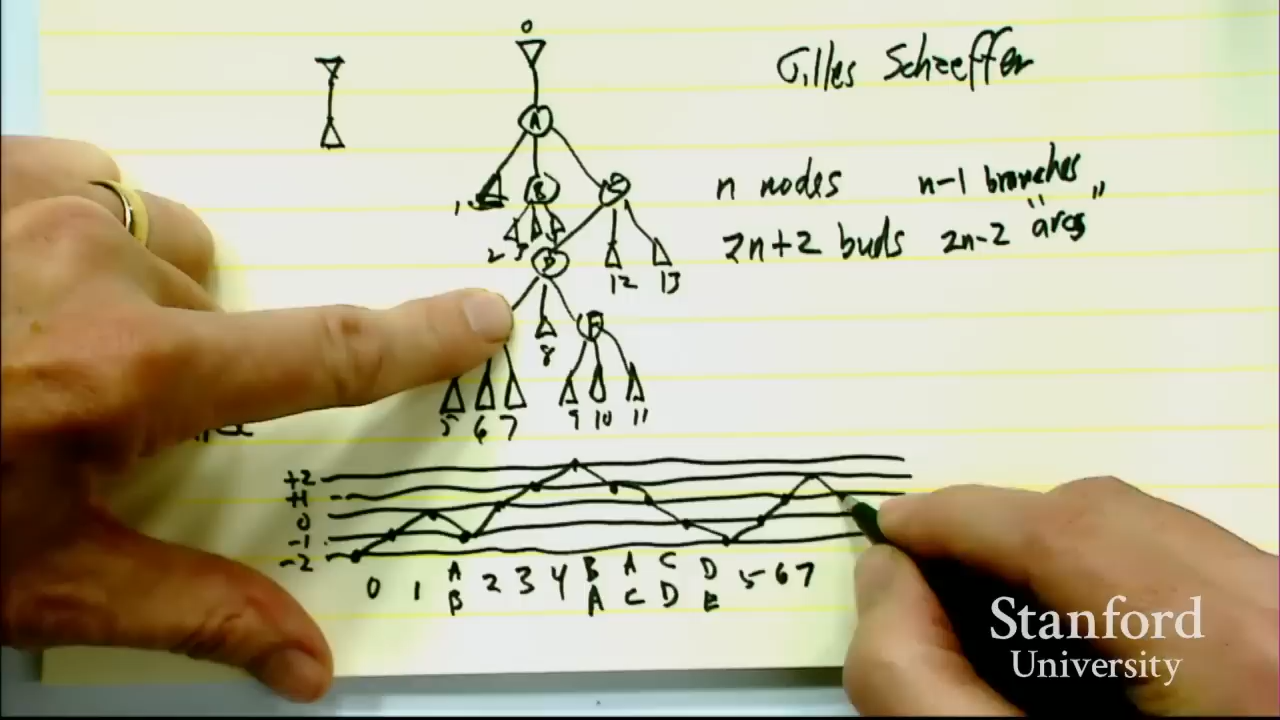 0
Gilles Schaeffer
A
n nodes n-1 branches
1 B C
2n+2 buds 2n-2 "arcs"
2 3 4
D 12 13
8 F
5 6 7 9 10 11
+2
+1
0
-1
-2
0 1 A B 2 3 4 B A A C C D D E 5 6 7
Stanford
University